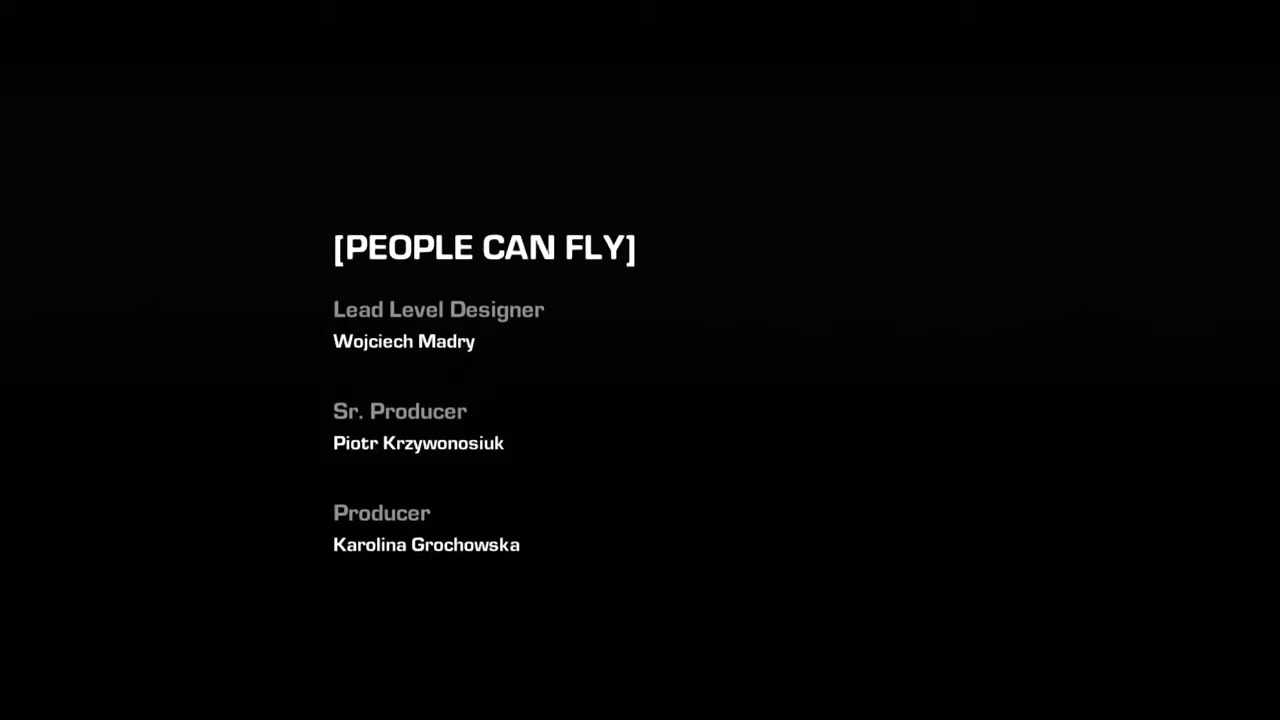 [PEOPLE CAN FLY]
Lead Level Designer
Wojciech Madry
Sr. Producer
Piotr Krzywonosiuk
Producer
Karolina Grochowska